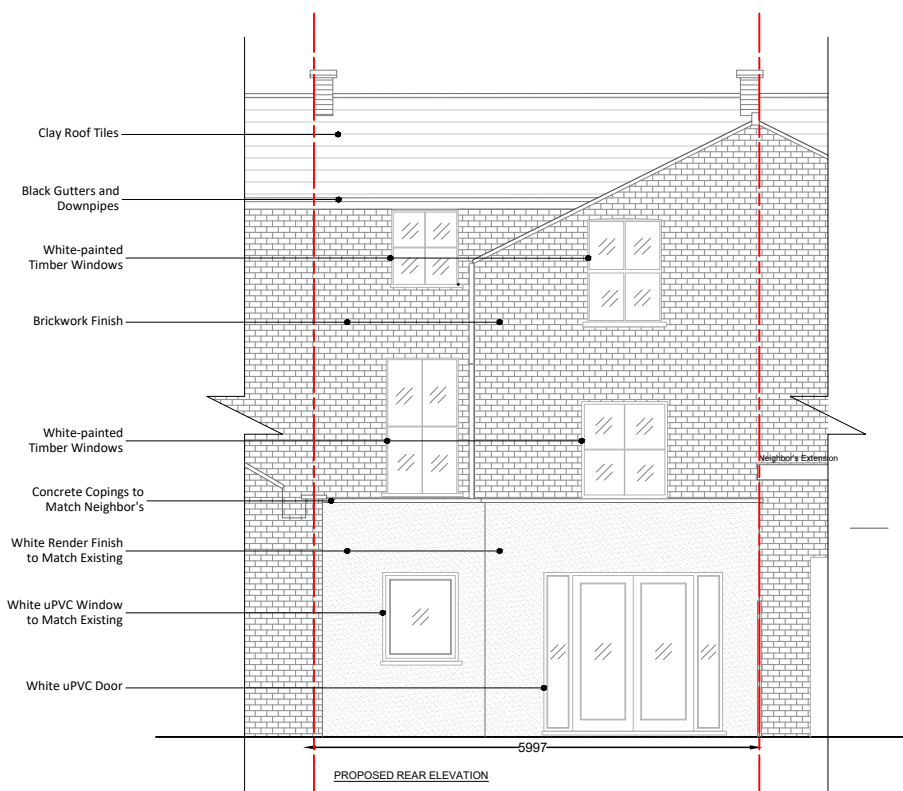 Clay Roof Tiles
Black Gutters and
Downpipes
White-painted
Timber Windows
Brickwork Finish
White-painted
Timber Windows
Neighbor's Extension
Concrete Copings to
Match Neighbor's
White Render Finish
to Match Existing
White uPVC Window
to Match Existing
White uPVC Door
5997
PROPOSED REAR ELEVATION